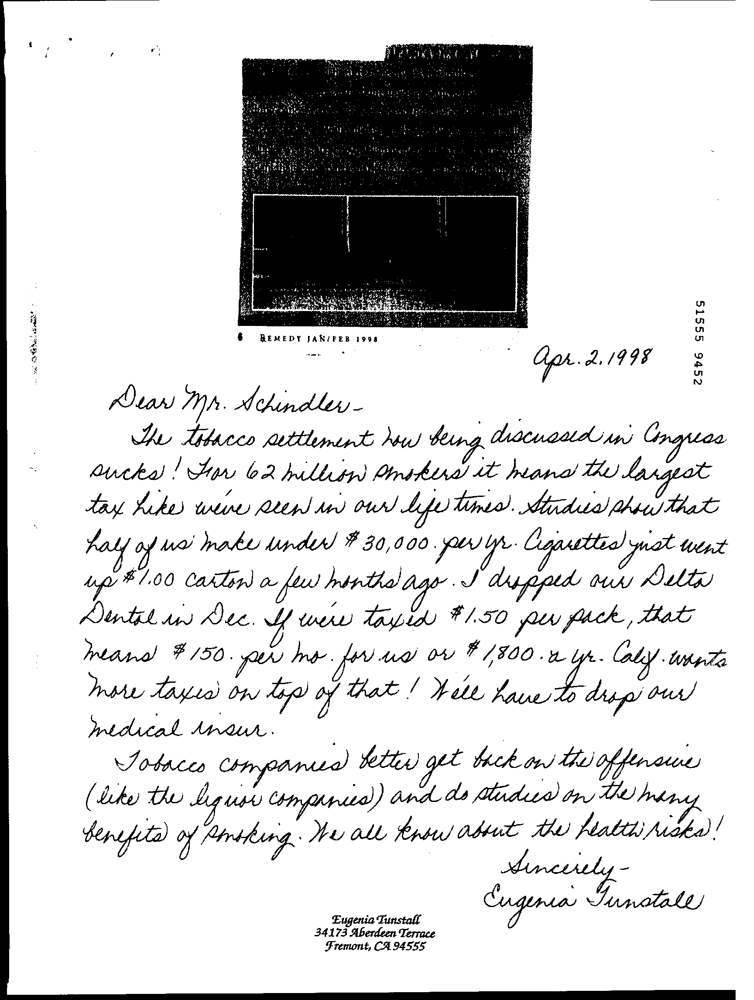 6 REMEDY JAN/FEB 1998
51555 9452
Apr. 2, 1998
Dear Mr. Schindler-
The tobacco settlement now being discussed in Congress
sucks! For 62 million smokers it means the largest
tax hike we've seen in our life times. Studies show that
half of us make under $30,000. per yr. Cigarettes just went
up $1.00 carton a few months ago. I dropped our Delta
Dental in Dec. If we're taxed $1.50 per pack, that
means $150. per mo. for us or $1,800. a yr. Calif. wants
more taxes on top of that! We'll have to drop our
medical insur.
Tobacco companies better get back on the offensive
(like the liquor companies) and do studies on the many
benefits of smoking. We all know about the health risks!
Sincerely-
Eugenia Tunstall
Eugenia Tunstall
34173 Aberdeen Terrace
Fremont, CA 94555